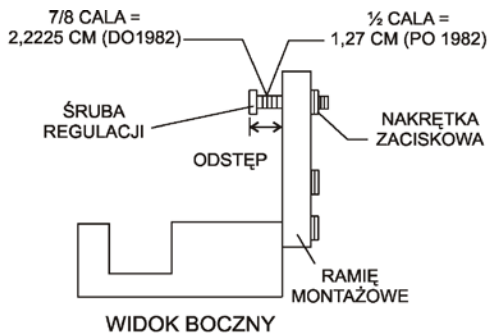 7/8 CALA =
2,2225 CM (DO1982)
½ CALA =
1,27 CM (PO 1982)
ŚRUBA
REGULACJI
NAKRĘTKA
ZACISKOWA
ODSTĘP
RAMIĘ
MONTAŻOWE
WIDOK BOCZNY